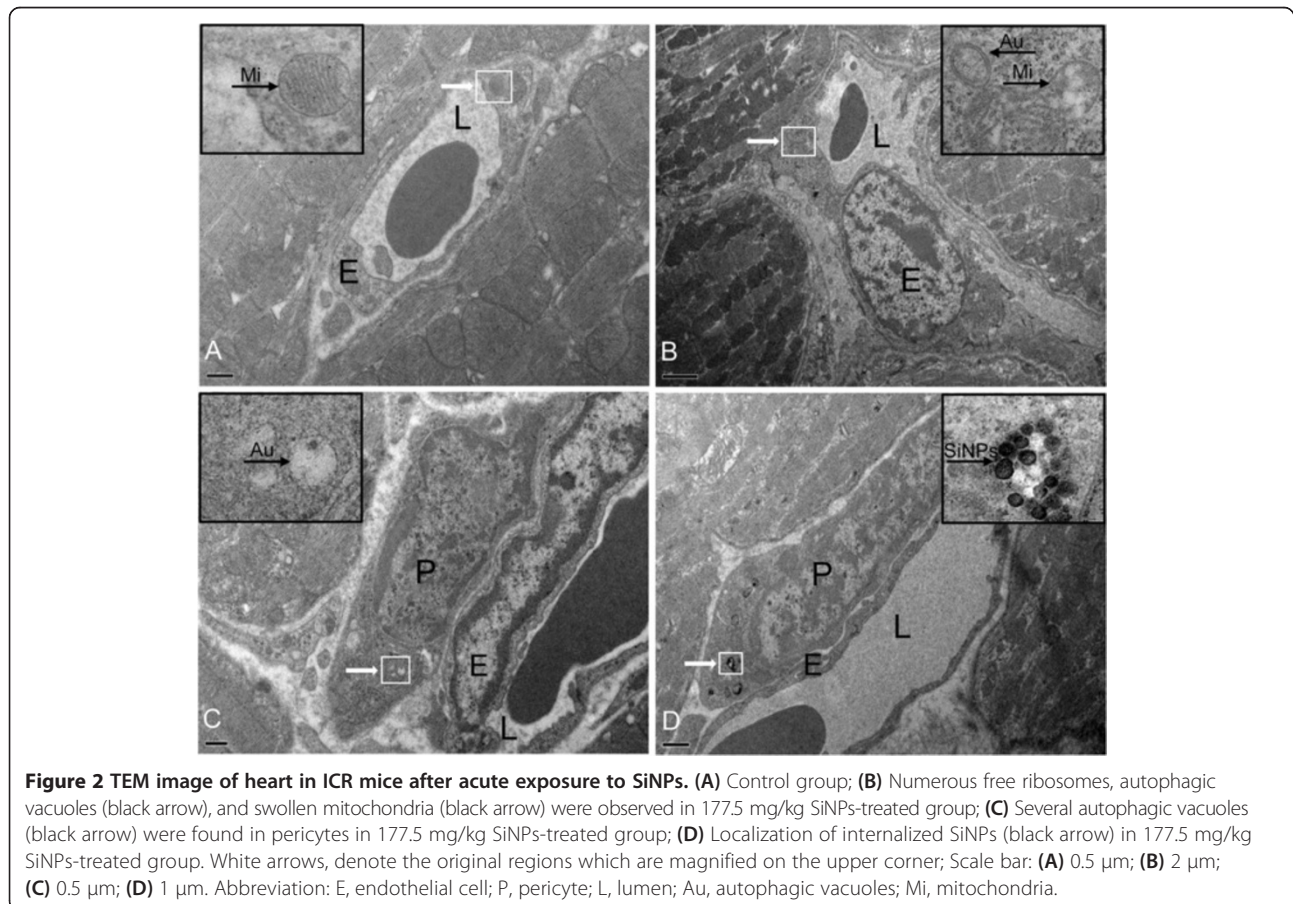 Mi
L
E
A
Au
Mi
L
E
B
Au
P
E
L
C
SiNPs
P
L
E
D
Figure 2 TEM image of heart in ICR mice after acute exposure to SiNPs. (A) Control group; (B) Numerous free ribosomes, autophagic
vacuoles (black arrow), and swollen mitochondria (black arrow) were observed in 177.5 mg/kg SiNPs-treated group; (C) Several autophagic vacuoles
(black arrow) were found in pericytes in 177.5 mg/kg SiNPs-treated group; (D) Localization of internalized SiNPs (black arrow) in 177.5 mg/kg
SiNPs-treated group. White arrows, denote the original regions which are magnified on the upper corner; Scale bar: (A) 0.5 μm; (B) 2 μm;
(C) 0.5 μm; (D) 1 μm. Abbreviation: E, endothelial cell; P, pericyte; L, lumen; Au, autophagic vacuoles; Mi, mitochondria.